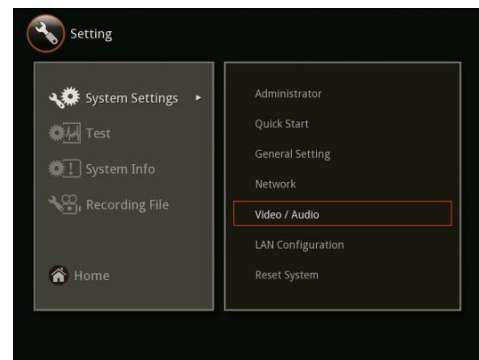 Setting
System Settings
Test
System Info
Recording File
Home
Administrator
Quick Start
General Setting
Network
Video / Audio
LAN Configuration
Reset System